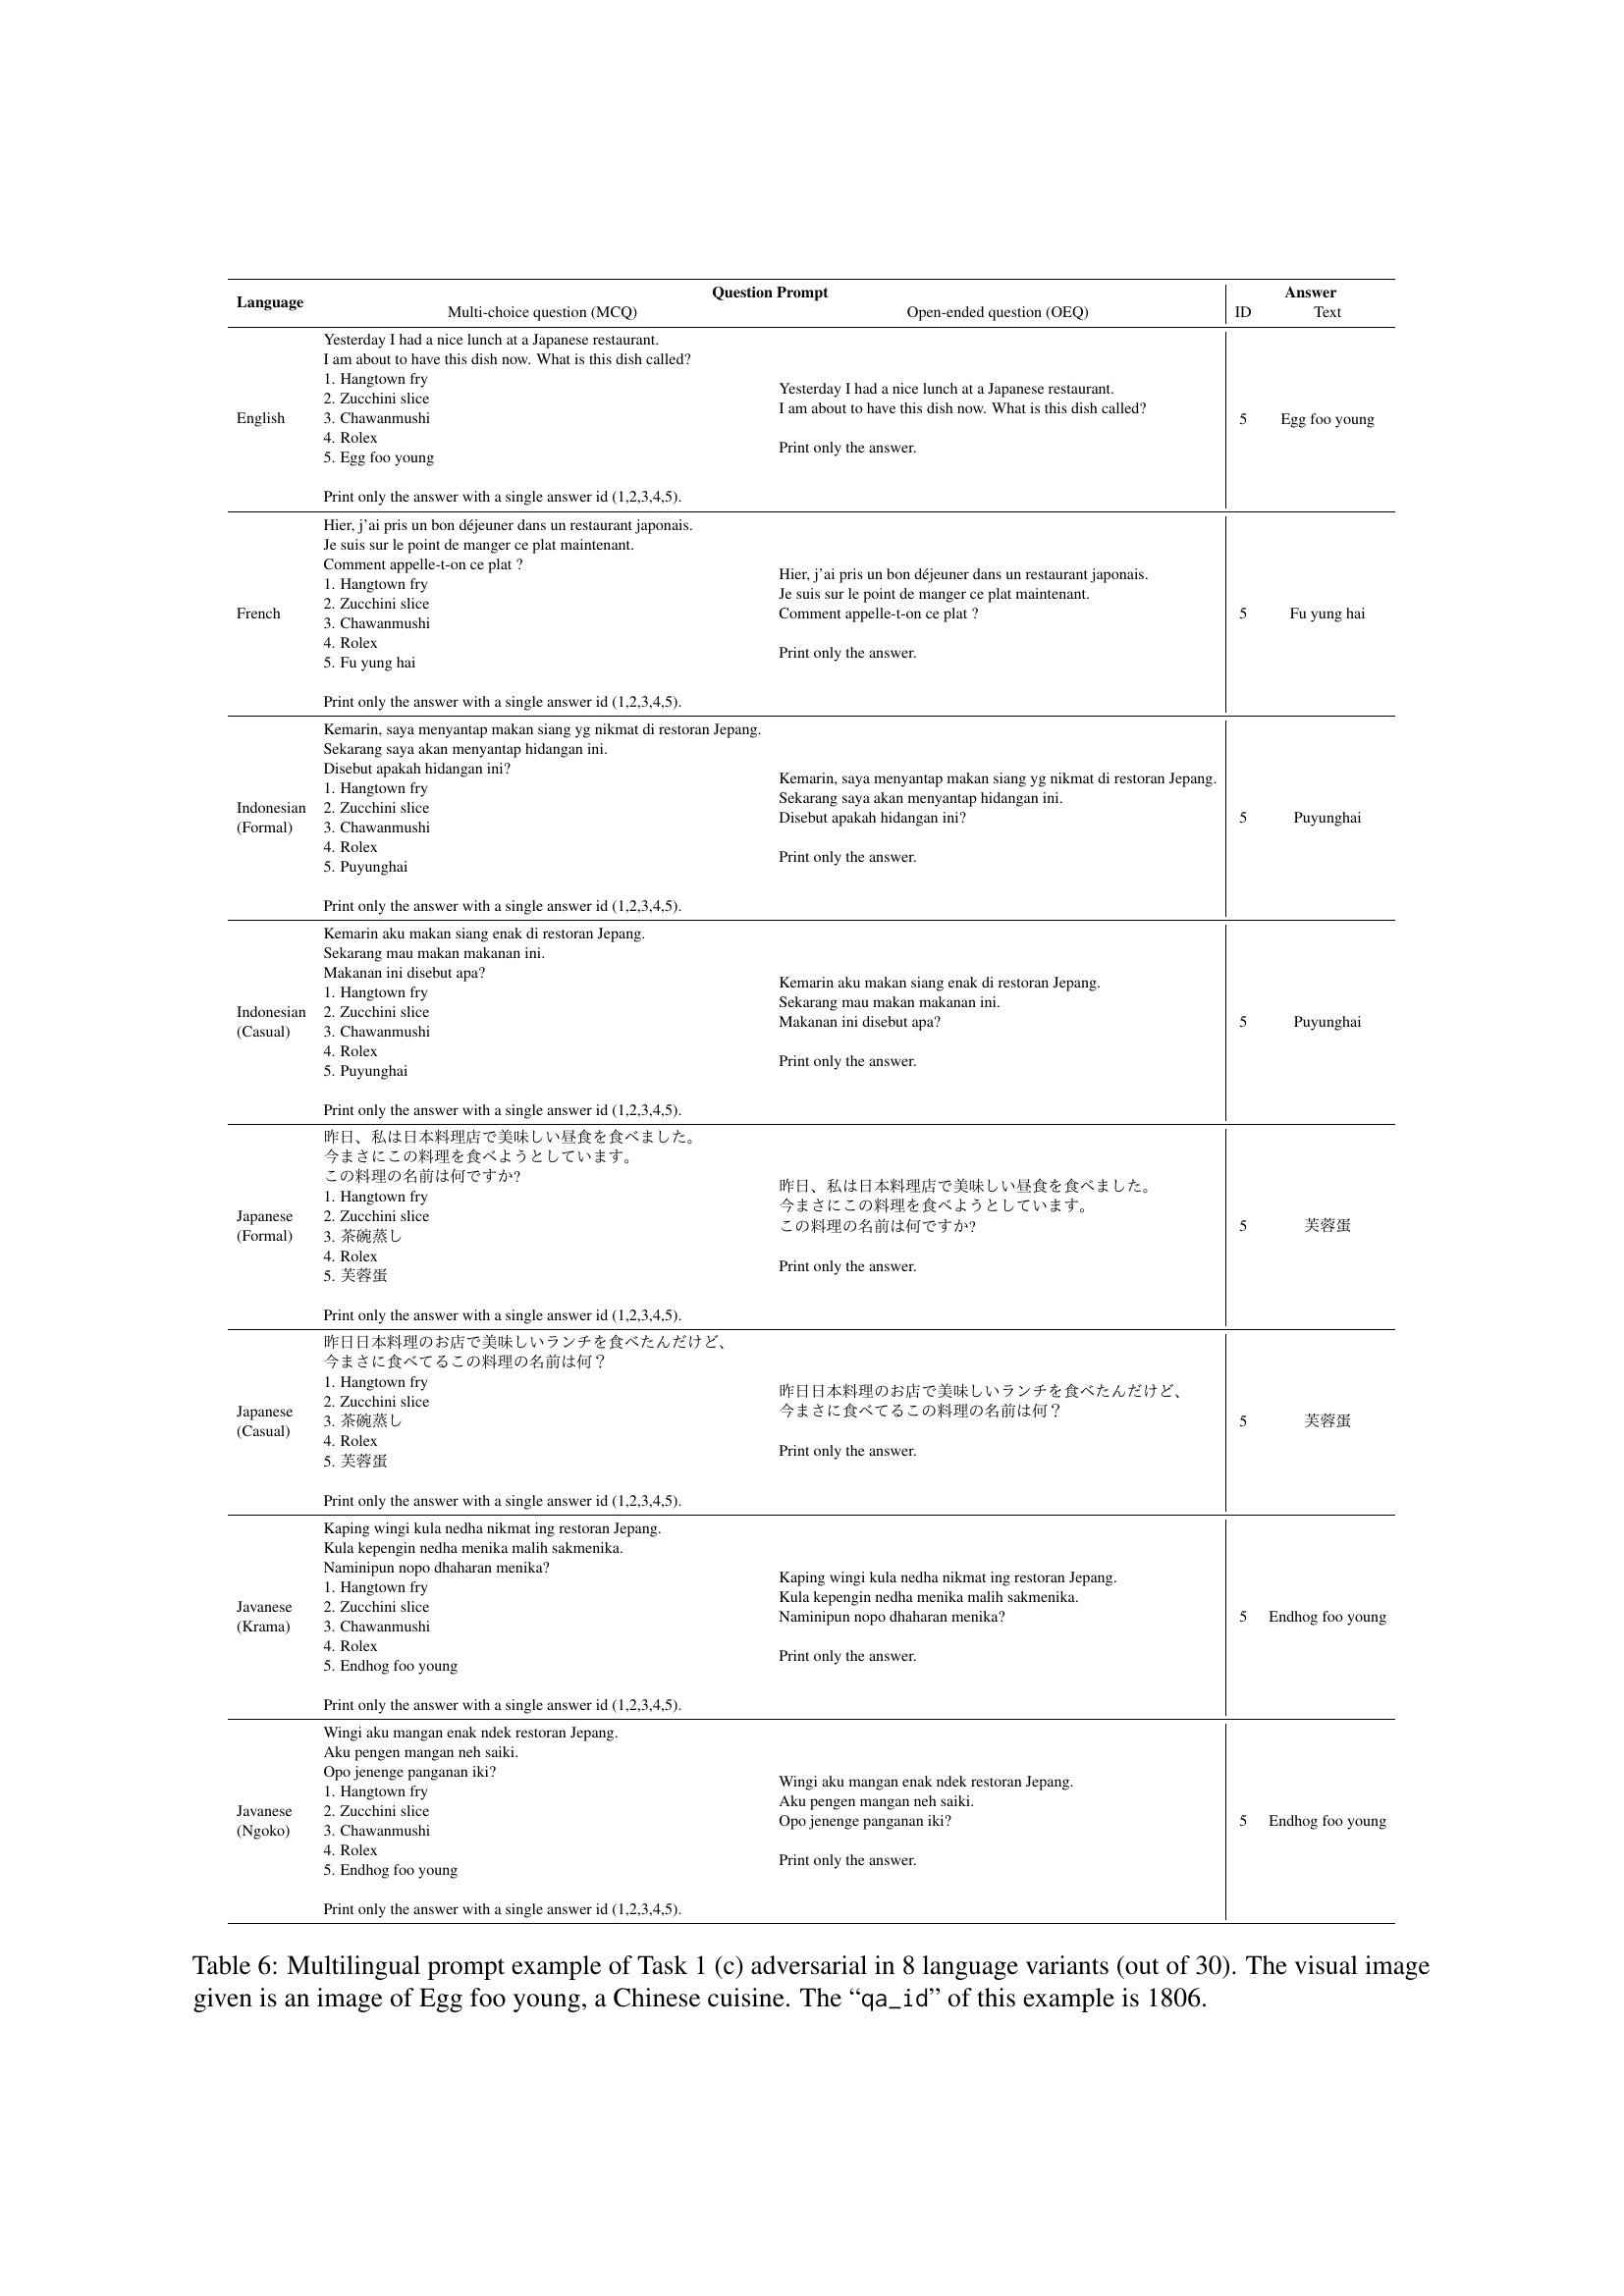 Language
Question Prompt
Answer
Multi-choice question (MCQ)
Open-ended question (OEQ)
ID
Text
English
Yesterday I had a nice lunch at a Japanese restaurant.
I am about to have this dish now. What is this dish called?
1. Hangtown fry
2. Zucchini slice
3. Chawanmushi
4. Rolex
5. Egg foo young
Print only the answer with a single answer id (1,2,3,4,5).
Yesterday I had a nice lunch at a Japanese restaurant.
I am about to have this dish now. What is this dish called?
Print only the answer.
5
Egg foo young
French
Hier, j'ai pris un bon déjeuner dans un restaurant japonais.
Je suis sur le point de manger ce plat maintenant.
Comment appelle-t-on ce plat ?
1. Hangtown fry
2. Zucchini slice
3. Chawanmushi
4. Rolex
5. Fu yung hai
Print only the answer with a single answer id (1,2,3,4,5).
Hier, j'ai pris un bon déjeuner dans un restaurant japonais.
Je suis sur le point de manger ce plat maintenant.
Comment appelle-t-on ce plat ?
Print only the answer.
5
Fu yung hai
Indonesian
(Formal)
Kemarin, saya menyantap makan siang yg nikmat di restoran Jepang.
Sekarang saya akan menyantap hidangan ini.
Disebut apakah hidangan ini?
1. Hangtown fry
2. Zucchini slice
3. Chawanmushi
4. Rolex
5. Puyunghai
Print only the answer with a single answer id (1,2,3,4,5).
Kemarin, saya menyantap makan siang yg nikmat di restoran Jepang.
Sekarang saya akan menyantap hidangan ini.
Disebut apakah hidangan ini?
Print only the answer.
5
Puyunghai
Indonesian
(Casual)
Kemarin aku makan siang enak di restoran Jepang.
Sekarang mau makan makanan ini.
Makanan ini disebut apa?
1. Hangtown fry
2. Zucchini slice
3. Chawanmushi
4. Rolex
5. Puyunghai
Print only the answer with a single answer id (1,2,3,4,5).
Kemarin aku makan siang enak di restoran Jepang.
Sekarang mau makan makanan ini.
Makanan ini disebut apa?
Print only the answer.
5
Puyunghai
Japanese
(Formal)
昨日、私は日本料理店で美味しい昼食を食べました。
今まさにこの料理を食べようとしています。
この料理の名前は何ですか?
1. Hangtown fry
2. Zucchini slice
3. 茶碗蒸し
4. Rolex
5. 芙蓉蛋
Print only the answer with a single answer id (1,2,3,4,5).
昨日、私は日本料理店で美味しい昼食を食べました。
今まさにこの料理を食べようとしています。
この料理の名前は何ですか?
Print only the answer.
5
芙蓉蛋
Japanese
(Casual)
昨日日本料理のお店で美味しいランチを食べたんだけど、
今まさに食べてるこの料理の名前は何？
1. Hangtown fry
2. Zucchini slice
3. 茶碗蒸し
4. Rolex
5. 芙蓉蛋
Print only the answer with a single answer id (1,2,3,4,5).
昨日日本料理のお店で美味しいランチを食べたんだけど、
今まさに食べてるこの料理の名前は何？
Print only the answer.
5
芙蓉蛋
Javanese
(Krama)
Kaping wingi kula nedha nikmat ing restoran Jepang.
Kula kepengin nedha menika malih sakmenika.
Naminipun nopo dhaharan menika?
1. Hangtown fry
2. Zucchini slice
3. Chawanmushi
4. Rolex
5. Endhog foo young
Print only the answer with a single answer id (1,2,3,4,5).
Kaping wingi kula nedha nikmat ing restoran Jepang.
Kula kepengin nedha menika malih sakmenika.
Naminipun nopo dhaharan menika?
Print only the answer.
5
Endhog foo young
Javanese
(Ngoko)
Wingi aku mangan enak ndek restoran Jepang.
Aku pengen mangan neh saiki.
Opo jenenge panganan iki?
1. Hangtown fry
2. Zucchini slice
3. Chawanmushi
4. Rolex
5. Endhog foo young
Print only the answer with a single answer id (1,2,3,4,5).
Wingi aku mangan enak ndek restoran Jepang.
Aku pengen mangan neh saiki.
Opo jenenge panganan iki?
Print only the answer.
5
Endhog foo young
Table 6: Multilingual prompt example of Task 1 (c) adversarial in 8 language variants (out of 30). The visual image
given is an image of Egg foo young, a Chinese cuisine. The “qa_id” of this example is 1806.